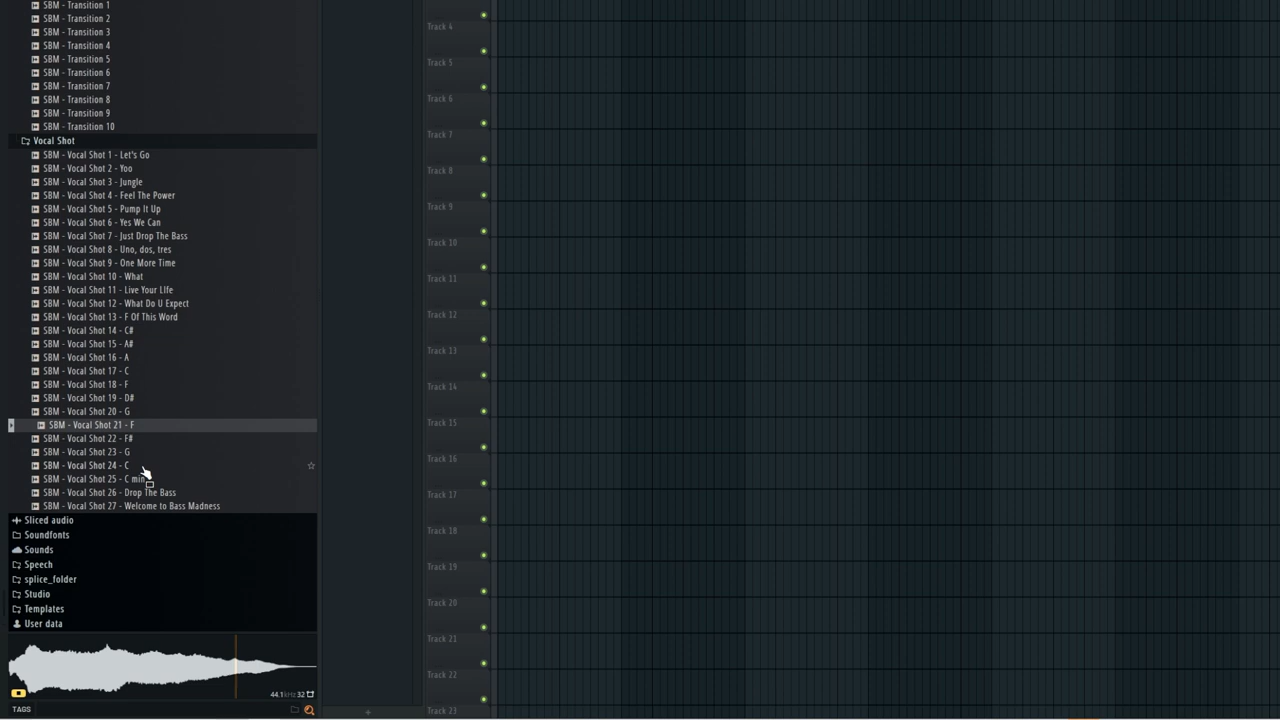 SBM - Transition 1
SBM - Transition 2
SBM - Transition 3
SBM - Transition 4
SBM - Transition 5
SBM - Transition 6
SBM - Transition 7
SBM - Transition 8
SBM - Transition 9
SBM - Transition 10
Vocal Shot
SBM - Vocal Shot 1 - Let's Go
SBM - Vocal Shot 2 - Yoo
SBM - Vocal Shot 3 - Jungle
SBM - Vocal Shot 4 - Feel The Power
SBM - Vocal Shot 5 - Pump It Up
SBM - Vocal Shot 6 - Yes We Can
SBM - Vocal Shot 7 - Just Drop The Bass
SBM - Vocal Shot 8 - Uno, dos, tres
SBM - Vocal Shot 9 - One More Time
SBM - Vocal Shot 10 - What
SBM - Vocal Shot 11 - Live Your LIfe
SBM - Vocal Shot 12 - What Do U Expect
SBM - Vocal Shot 13 - F Of This Word
SBM - Vocal Shot 14 - C#
SBM - Vocal Shot 15 - A#
SBM - Vocal Shot 16 - A
SBM - Vocal Shot 17 - C
SBM - Vocal Shot 18 - F
SBM - Vocal Shot 19 - D#
SBM - Vocal Shot 20 - G
SBM - Vocal Shot 21 - F
SBM - Vocal Shot 22 - F#
SBM - Vocal Shot 23 - G
SBM - Vocal Shot 24 - C
SBM - Vocal Shot 25 - C min
SBM - Vocal Shot 26 - Drop The Bass
SBM - Vocal Shot 27 - Welcome to Bass Madness
Sliced audio
Soundfonts
Sounds
Speech
splice_folder
Studio
Templates
User data
44.1kHz 32
TAGS
Track 4
Track 5
Track 6
Track 7
Track 8
Track 9
Track 10
Track 11
Track 12
Track 13
Track 14
Track 15
Track 16
Track 17
Track 18
Track 19
Track 20
Track 21
Track 22
Track 23